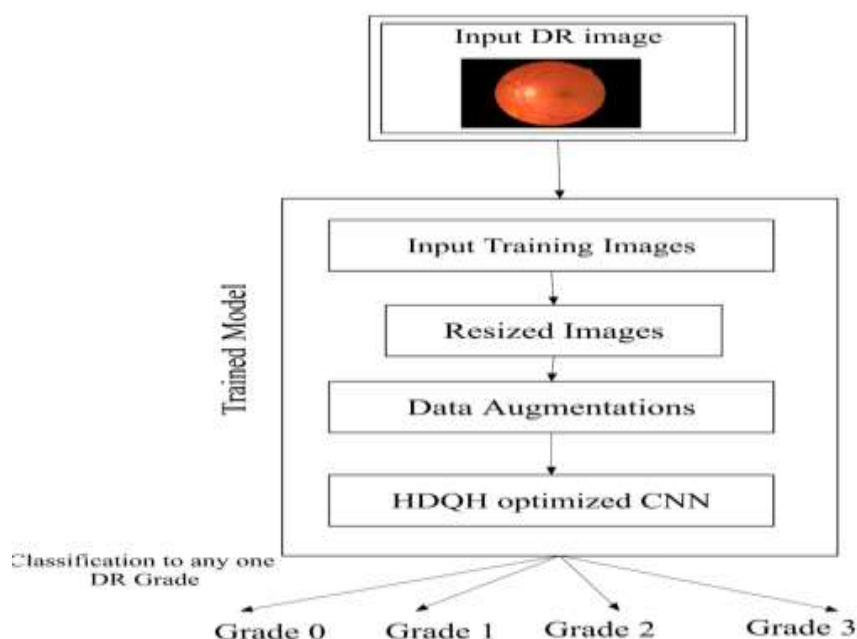 Input DR image
Input Training Images
Resized Images
Data Augmentations
HDQH optimized CNN
Trained Model
Classification to any one
DR Grade
Grade 0
Grade 1
Grade 2
Grade 3